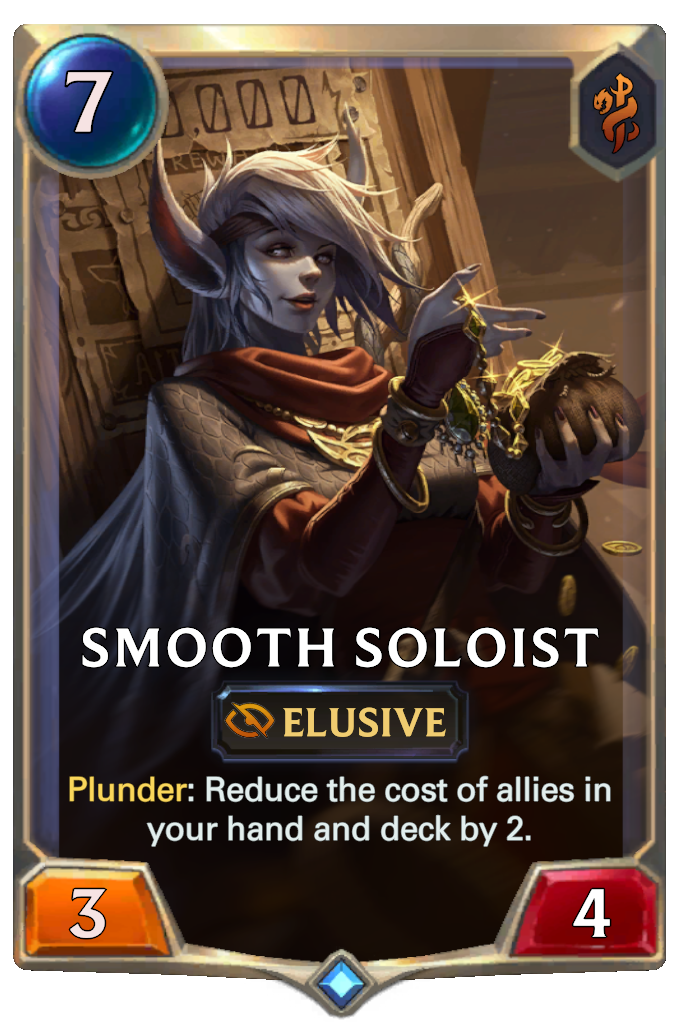 7
,000
SMOOTH SOLOIST
ELUSIVE
Plunder: Reduce the cost of allies in
your hand and deck by 2.
3
4